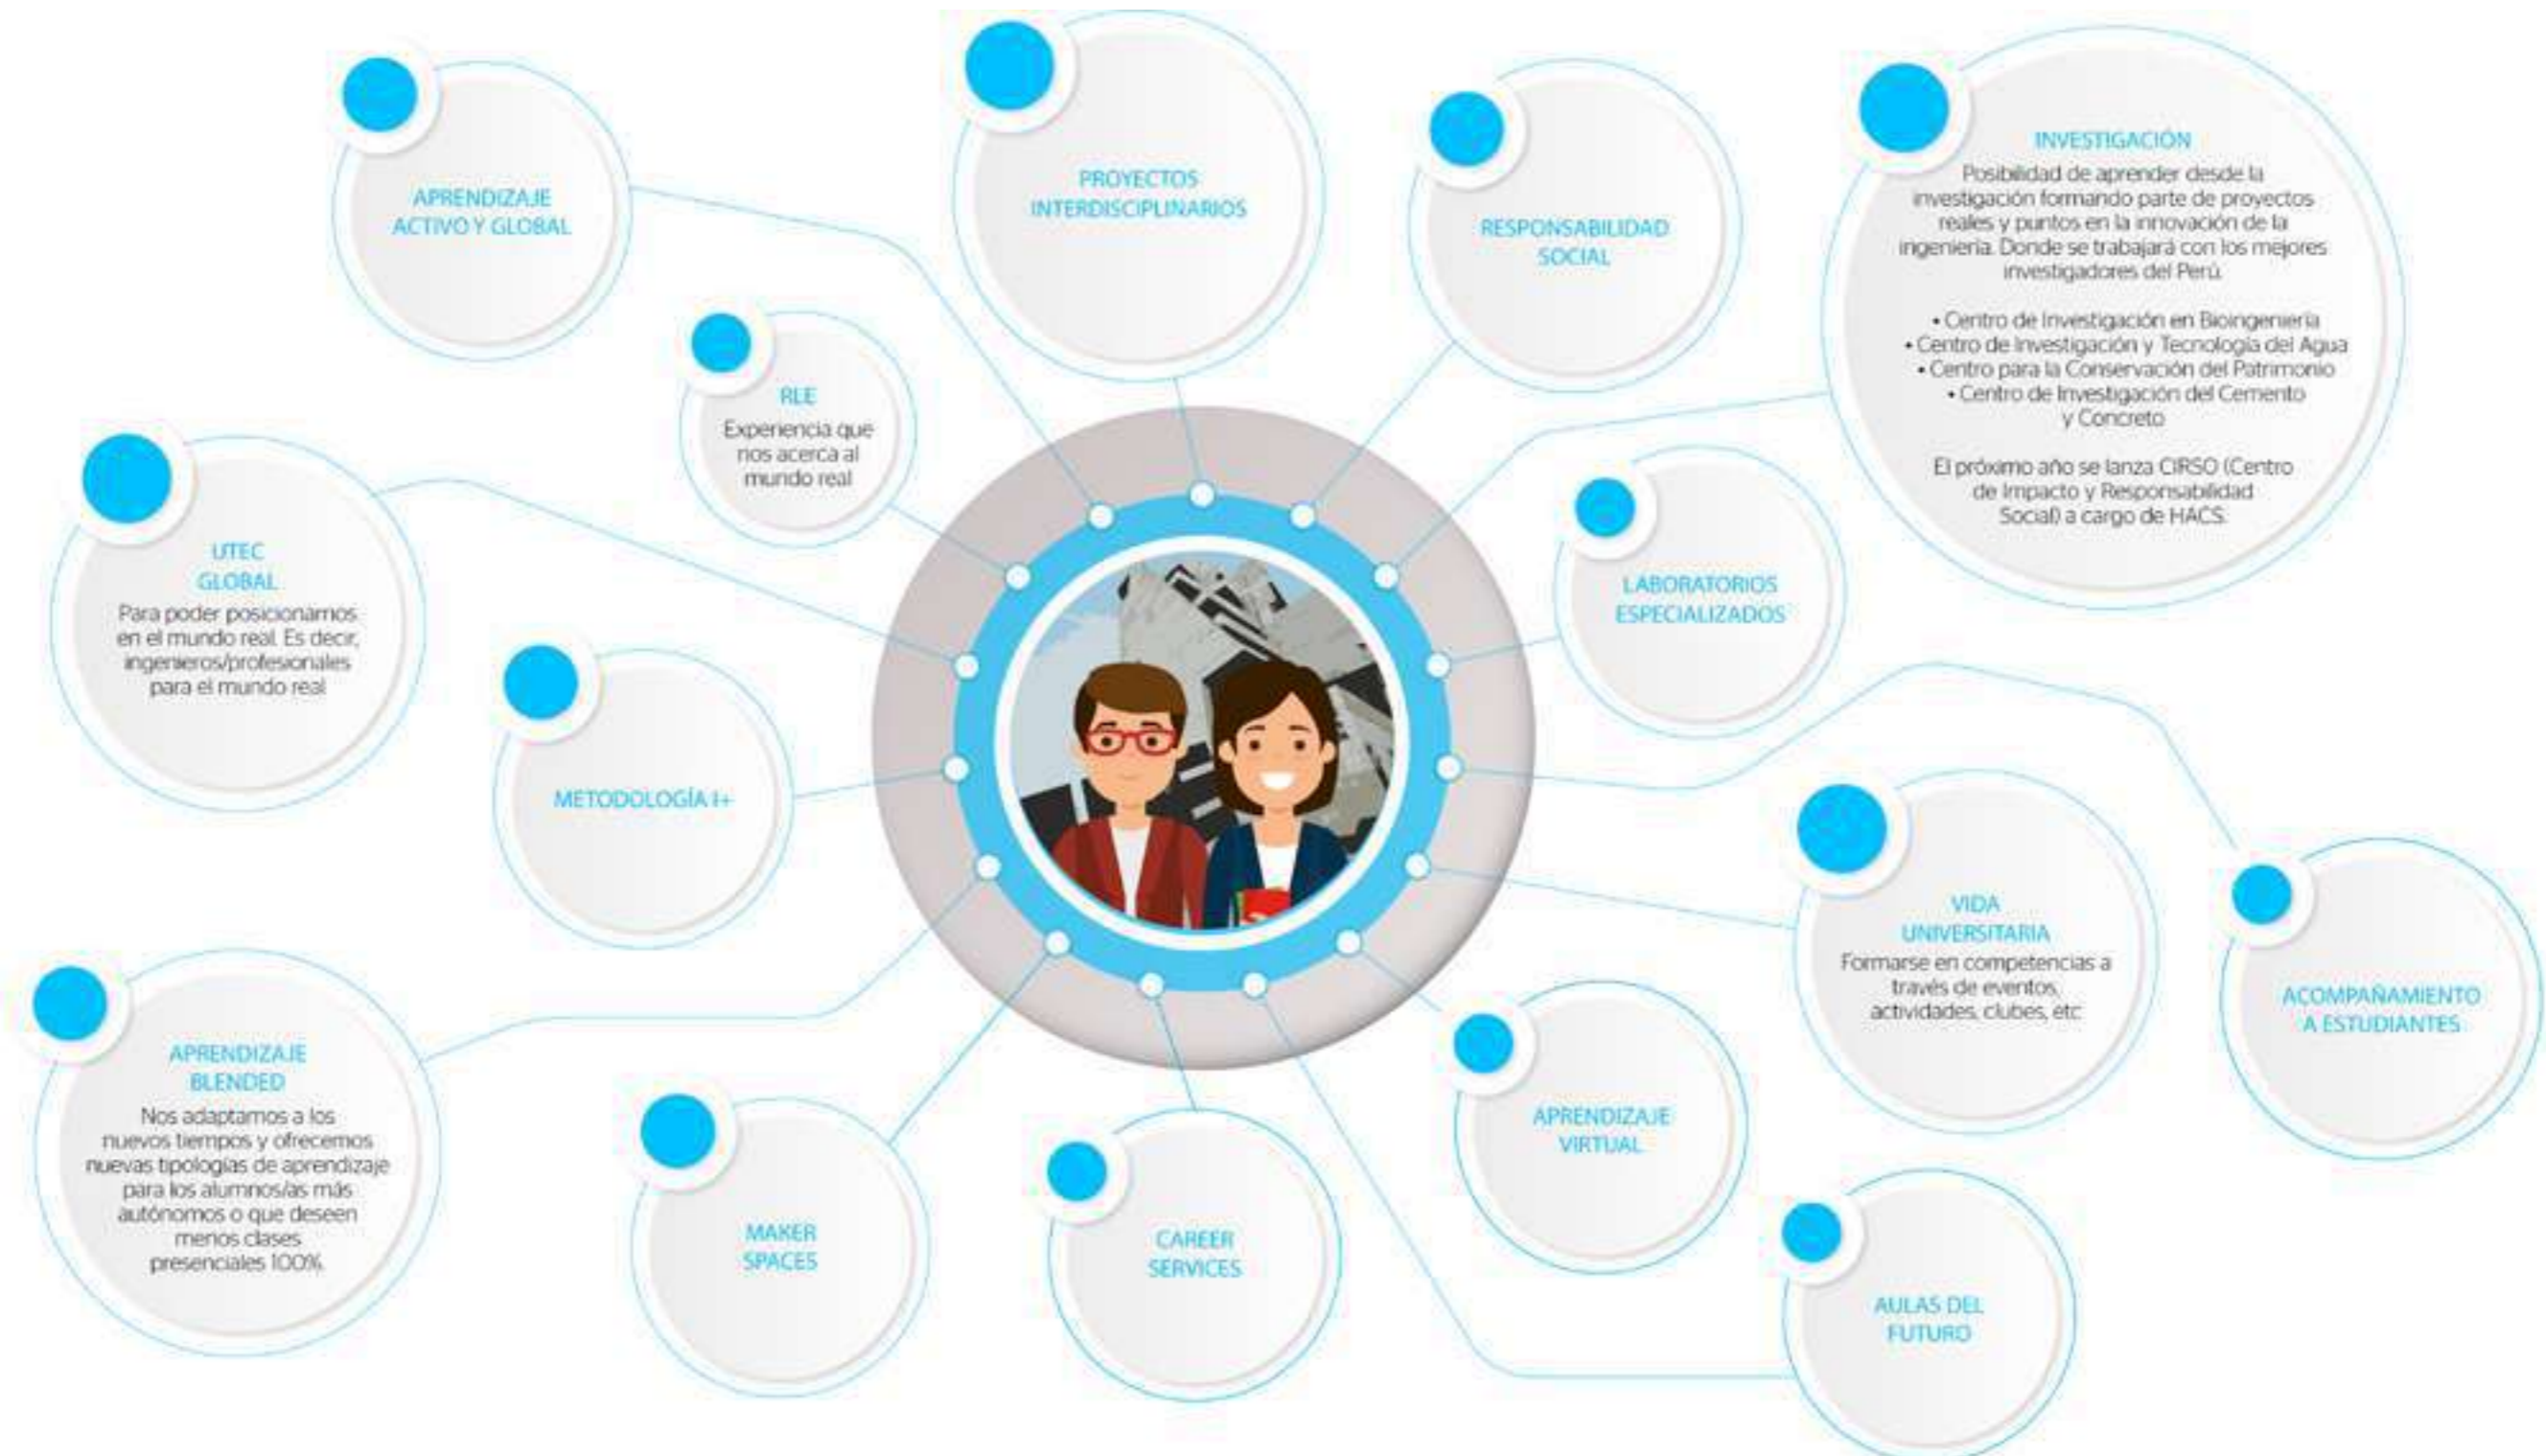 APRENDIZAJE
ACTIVO Y GLOBAL
PROYECTOS
INTERDISCIPLINARIOS
RESPONSABILIDAD
SOCIAL
INVESTIGACIÓN
Posibilidad de aprender desde la
investigación formando parte de proyectos
reales y puntos en la innovación de la
ingeniería. Donde se trabajará con los mejores
investigadores del Perú.
• Centro de Investigación en Bioingeniería
• Centro de Investigación y Tecnología del Agua
• Centro para la Conservación del Patrimonio
• Centro de Investigación del Cemento
y Concreto
El próximo año se lanza CIRSO (Centro
de Impacto y Responsabilidad
Social) a cargo de HACS.
RLE
Experiencia que
nos acerca al
mundo real
UTEC
GLOBAL
Para poder posicionarnos
en el mundo real. Es decir,
ingenieros/profesionales
para el mundo real
LABORATORIOS
ESPECIALIZADOS
METODOLOGÍA I+
VIDA
UNIVERSITARIA
Formarse en competencias a
través de eventos,
actividades, clubes, etc
ACOMPAÑAMIENTO
A ESTUDIANTES
APRENDIZAJE
BLENDED
Nos adaptamos a los
nuevos tiempos y ofrecemos
nuevas tipologías de aprendizaje
para los alumnos/as más
autónomos o que deseen
menos clases
presenciales 100%.
MAKER
SPACES
CAREER
SERVICES
APRENDIZAJE
VIRTUAL
AULAS DEL
FUTURO